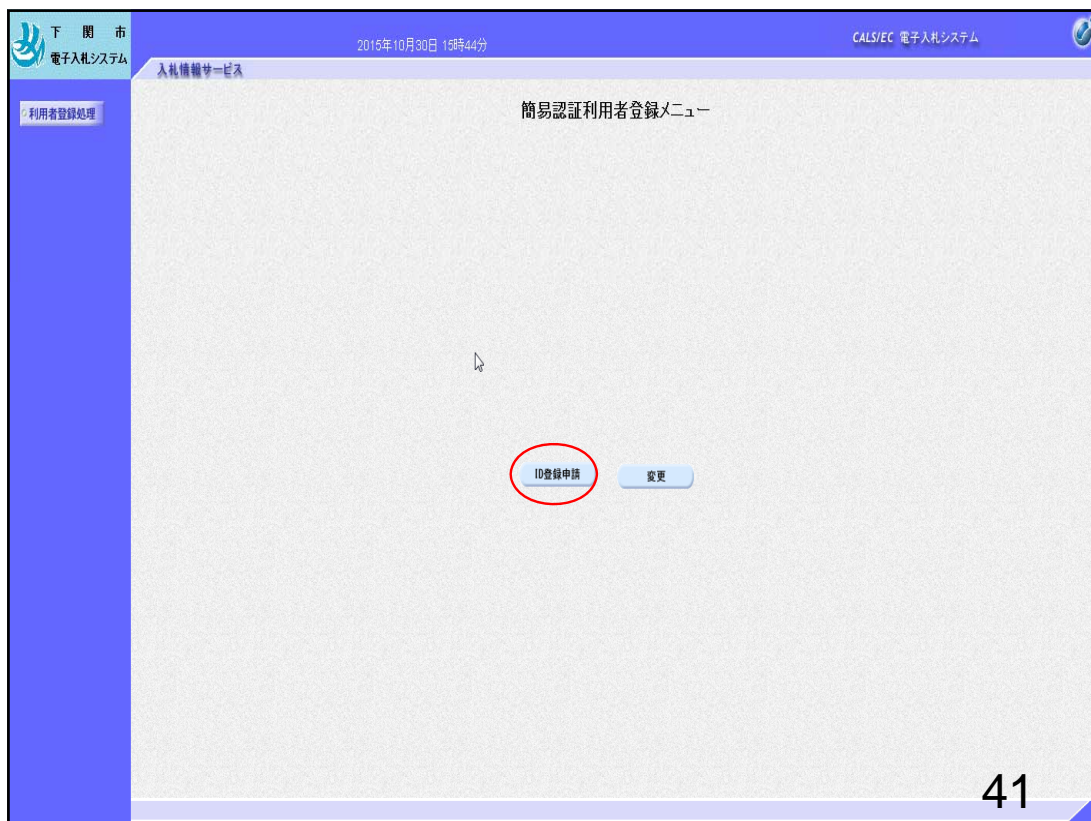 下関市
電子入札システム
2015年10月30日 15時44分
CALS/EC 電子入札システム
入札情報サービス
利用者登録処理
簡易認証利用者登録メニュー
ID登録申請
変更
41